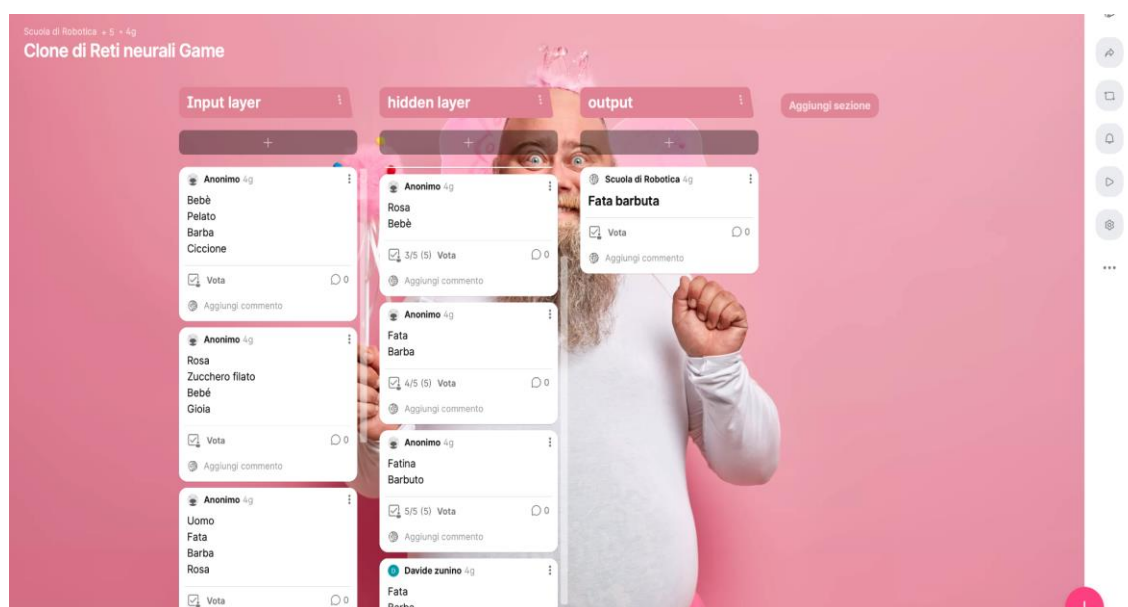 Scuola di Robotica + 5 • 4g
Clone di Reti neurali Game
Input layer
+
Anonimo 4g
Bebè
Pelato
Barba
Ciccione
Vota 0
Aggiungi commento
Anonimo 4g
Rosa
Zucchero filato
Bebé
Gioia
Vota 0
Aggiungi commento
Anonimo 4g
Uomo
Fata
Barba
Rosa
Vota 0
hidden layer
+
Anonimo 4g
Rosa
Bebè
3/5 (5) Vota 0
Aggiungi commento
Anonimo 4g
Fata
Barba
4/5 (5) Vota 0
Aggiungi commento
Anonimo 4g
Fatina
Barbuto
5/5 (5) Vota 0
Aggiungi commento
D Davide zunino 4g
Fata
Barba
output
+
Scuola di Robotica 4g
Fata barbuta
Vota 0
Aggiungi commento
Aggiungi sezione